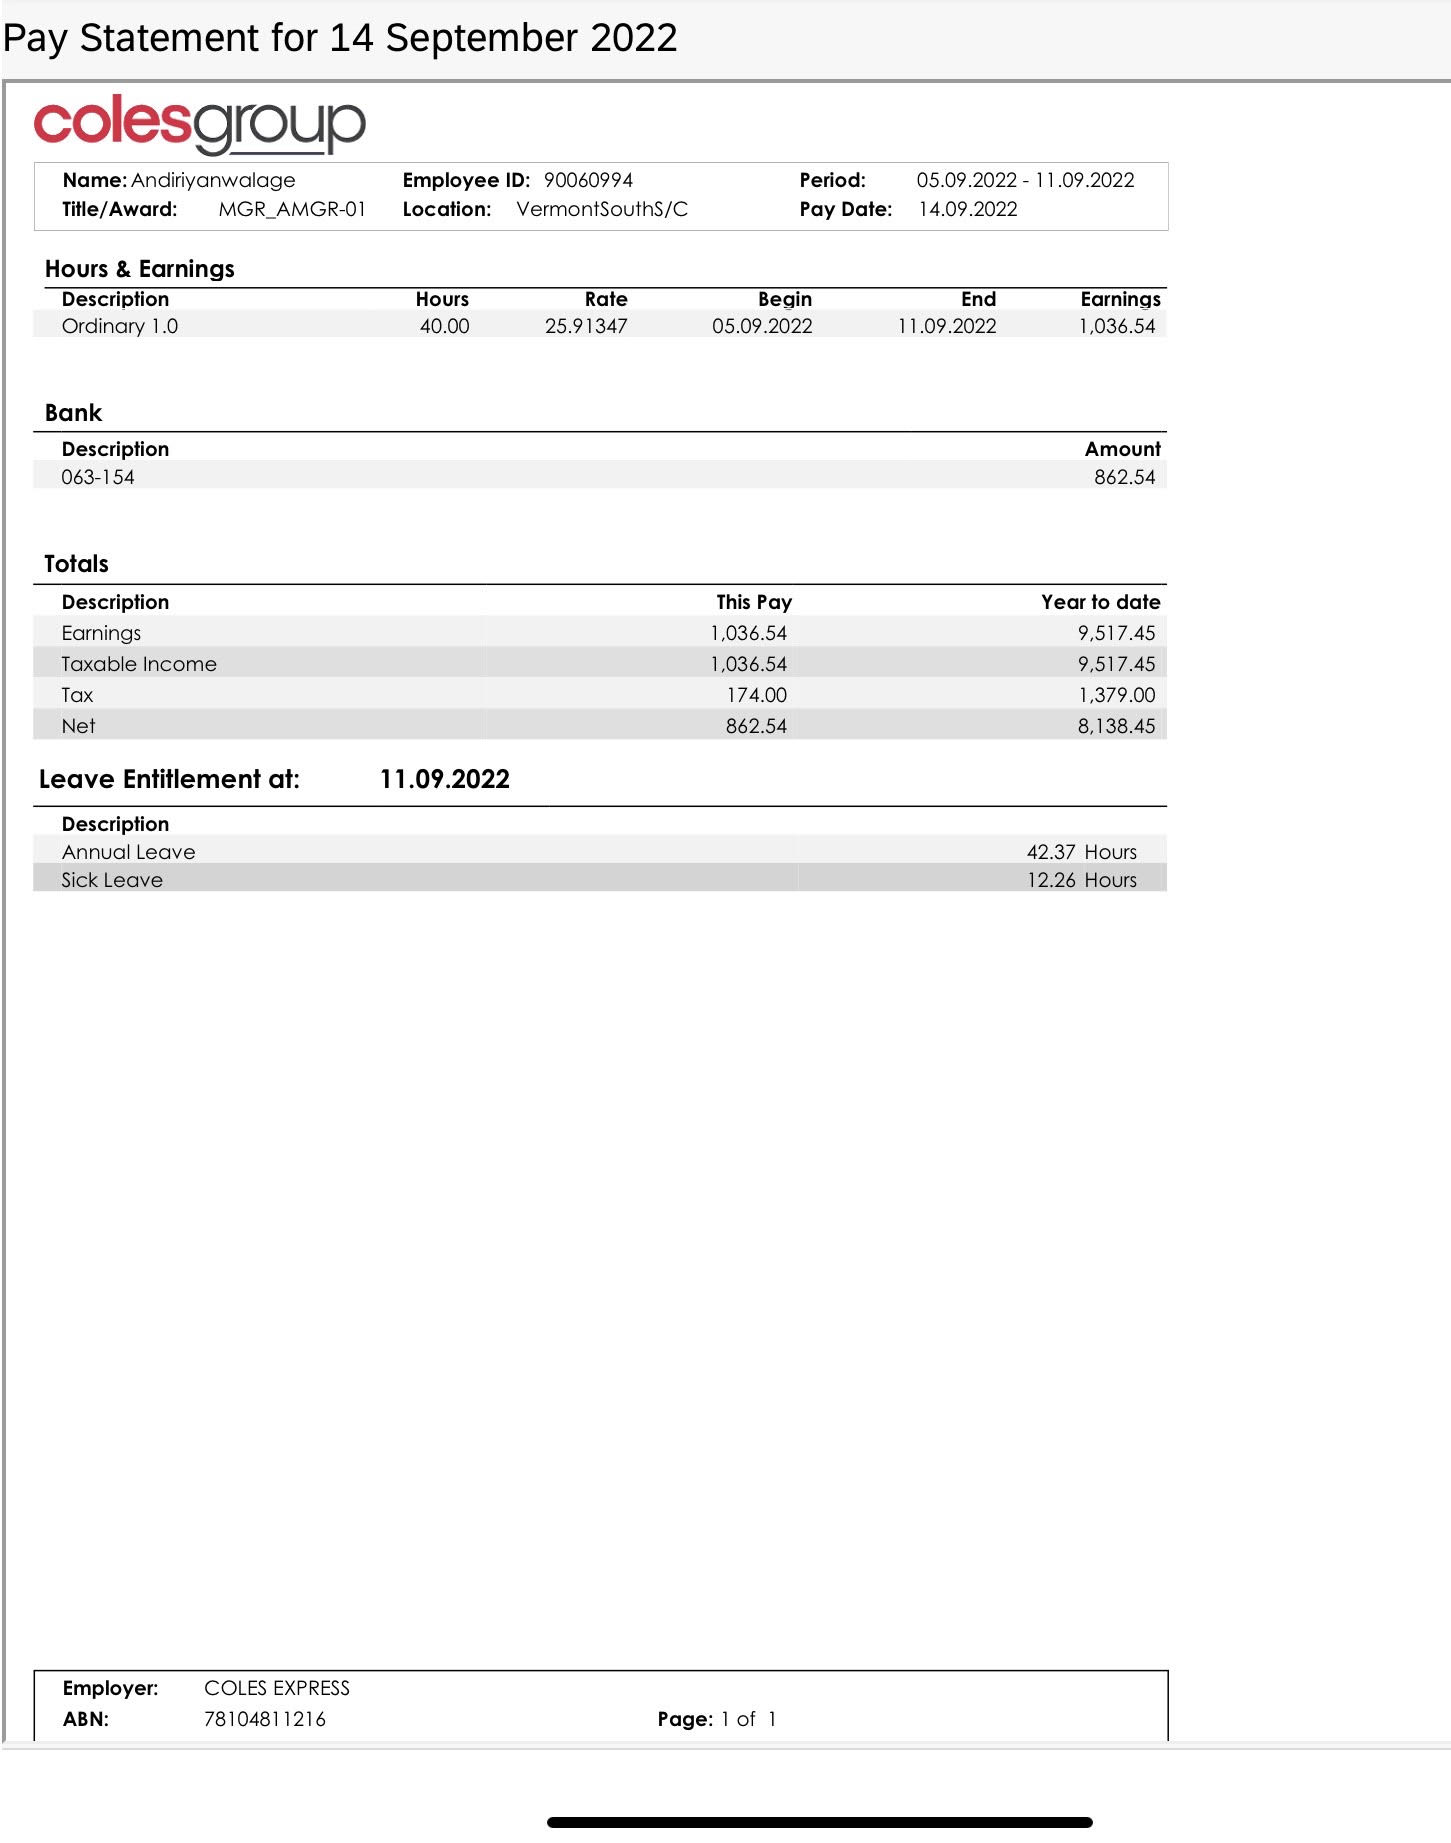 Pay Statement for 14 September 2022
colesgroup
Name: Andiriyanwalage Employee ID: 90060994 Period: 05.09.2022 - 11.09.2022
Title/Award: MGR_AMGR-01 Location: VermontSouthS/C Pay Date: 14.09.2022
Hours & Earnings
Description Hours Rate Begin End Earnings
Ordinary 1.0 40.00 25.91347 05.09.2022 11.09.2022 1,036.54
Bank
Description Amount
063-154 862.54
Totals
Description This Pay Year to date
Earnings 1,036.54 9,517.45
Taxable Income 1,036.54 9,517.45
Tax 174.00 1,379.00
Net 862.54 8,138.45
Leave Entitlement at: 11.09.2022
Description
Annual Leave 42.37 Hours
Sick Leave 12.26 Hours
Employer: COLES EXPRESS
ABN: 78104811216 Page: 1 of 1